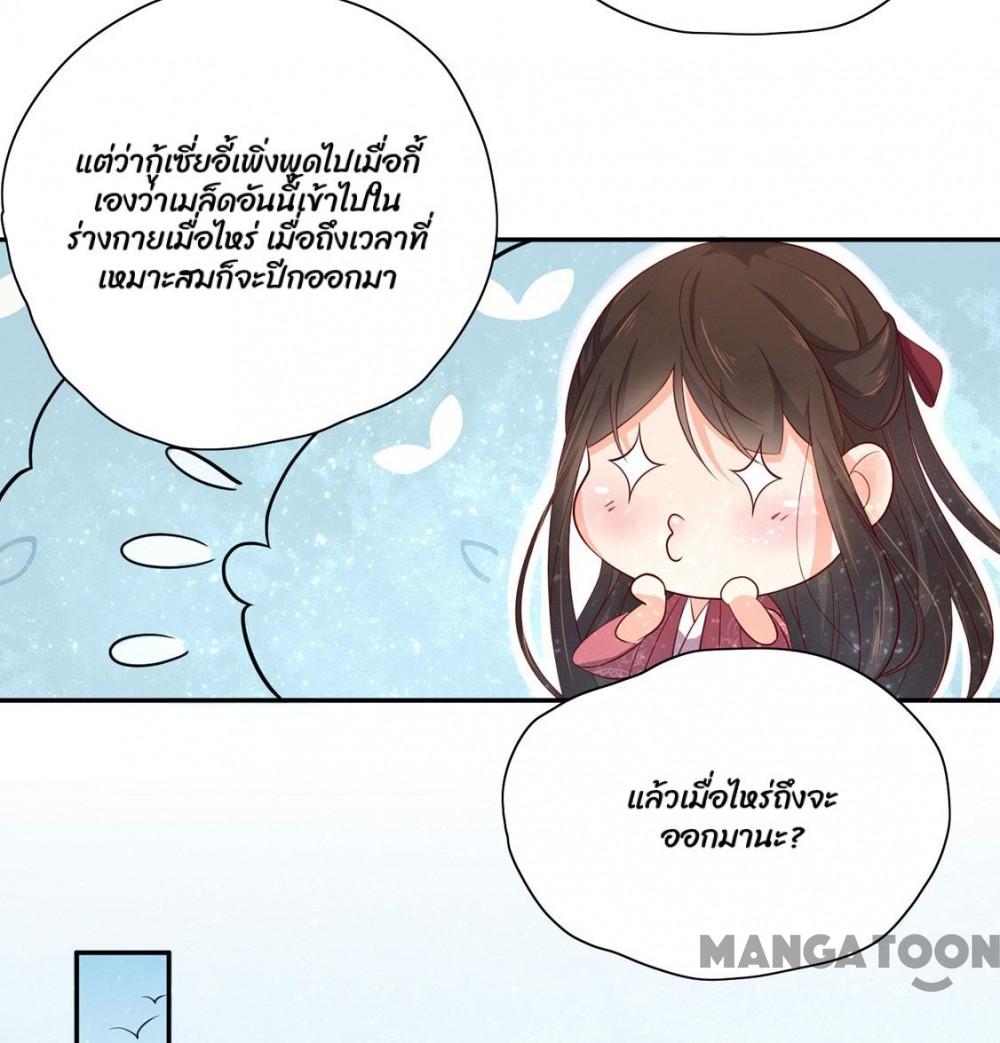 แต่ว่ากู้เซี่ยอี้เพิ่งพูดไปเมื่อกี้
เองว่าเมล็ดอันนี้เข้าไปใน
ร่างกายเมื่อไหร่ เมื่อถึงเวลาที่
เหมาะสมก็จะปีกออกมา
แล้วเมื่อไหร่ถึงจะ
ออกมานะ?
MANGATOON